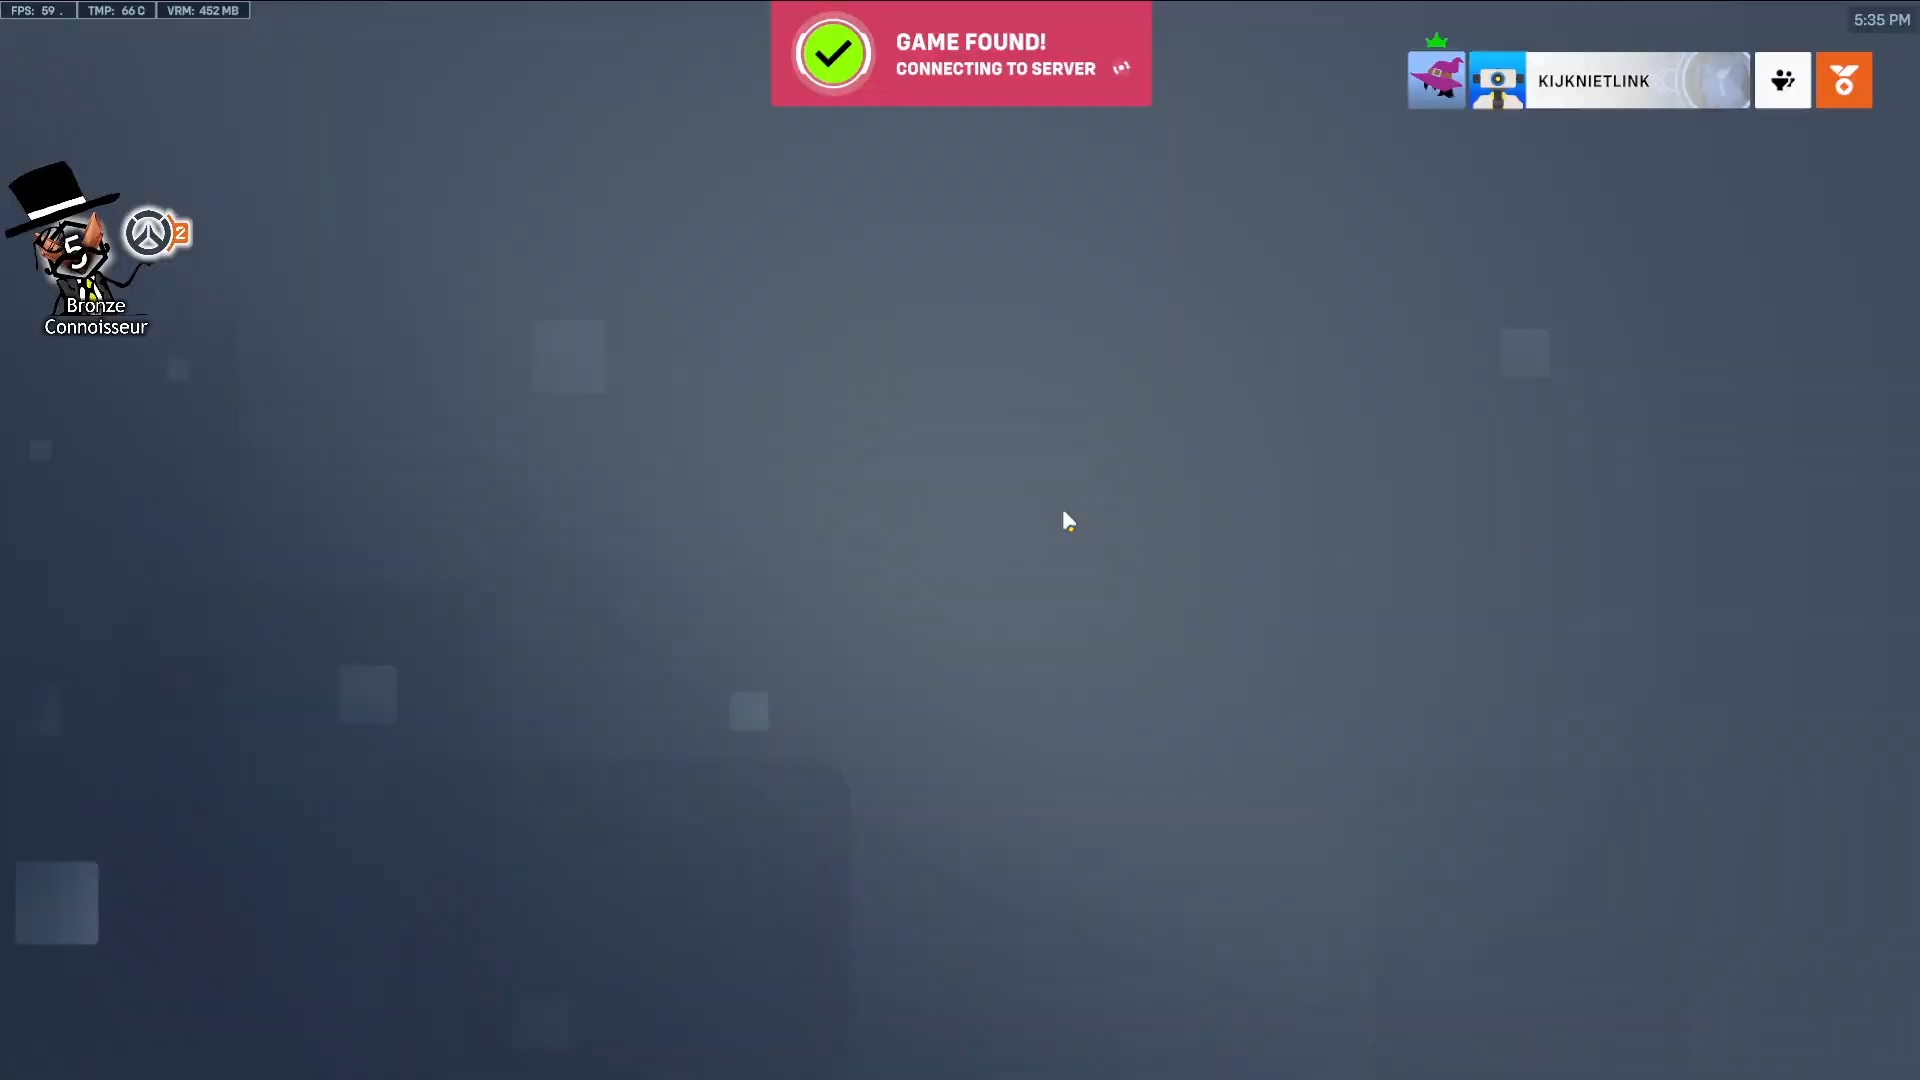 FPS: 59 . TMP: 66 C VRM: 452 MB
5:35 PM
GAME FOUND!
CONNECTING TO SERVER
KIJKNIETLINK
2
5
Bronze
Connoisseur